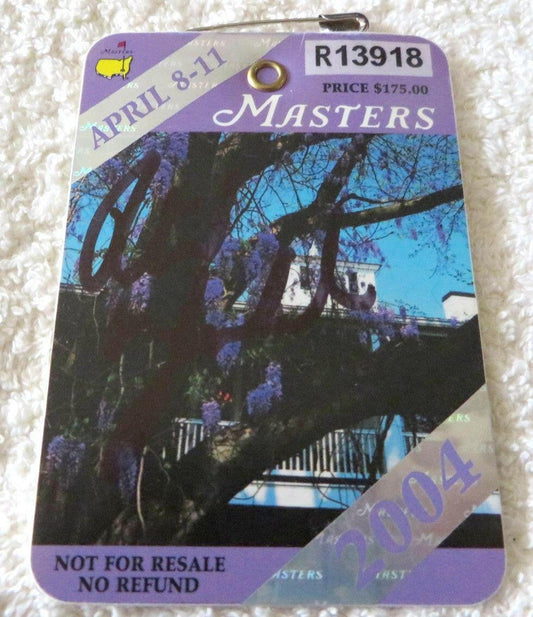 Masters
APRIL 8-11
R13918
PRICE $175.00
MASTERS
2004
NOT FOR RESALE
NO REFUND